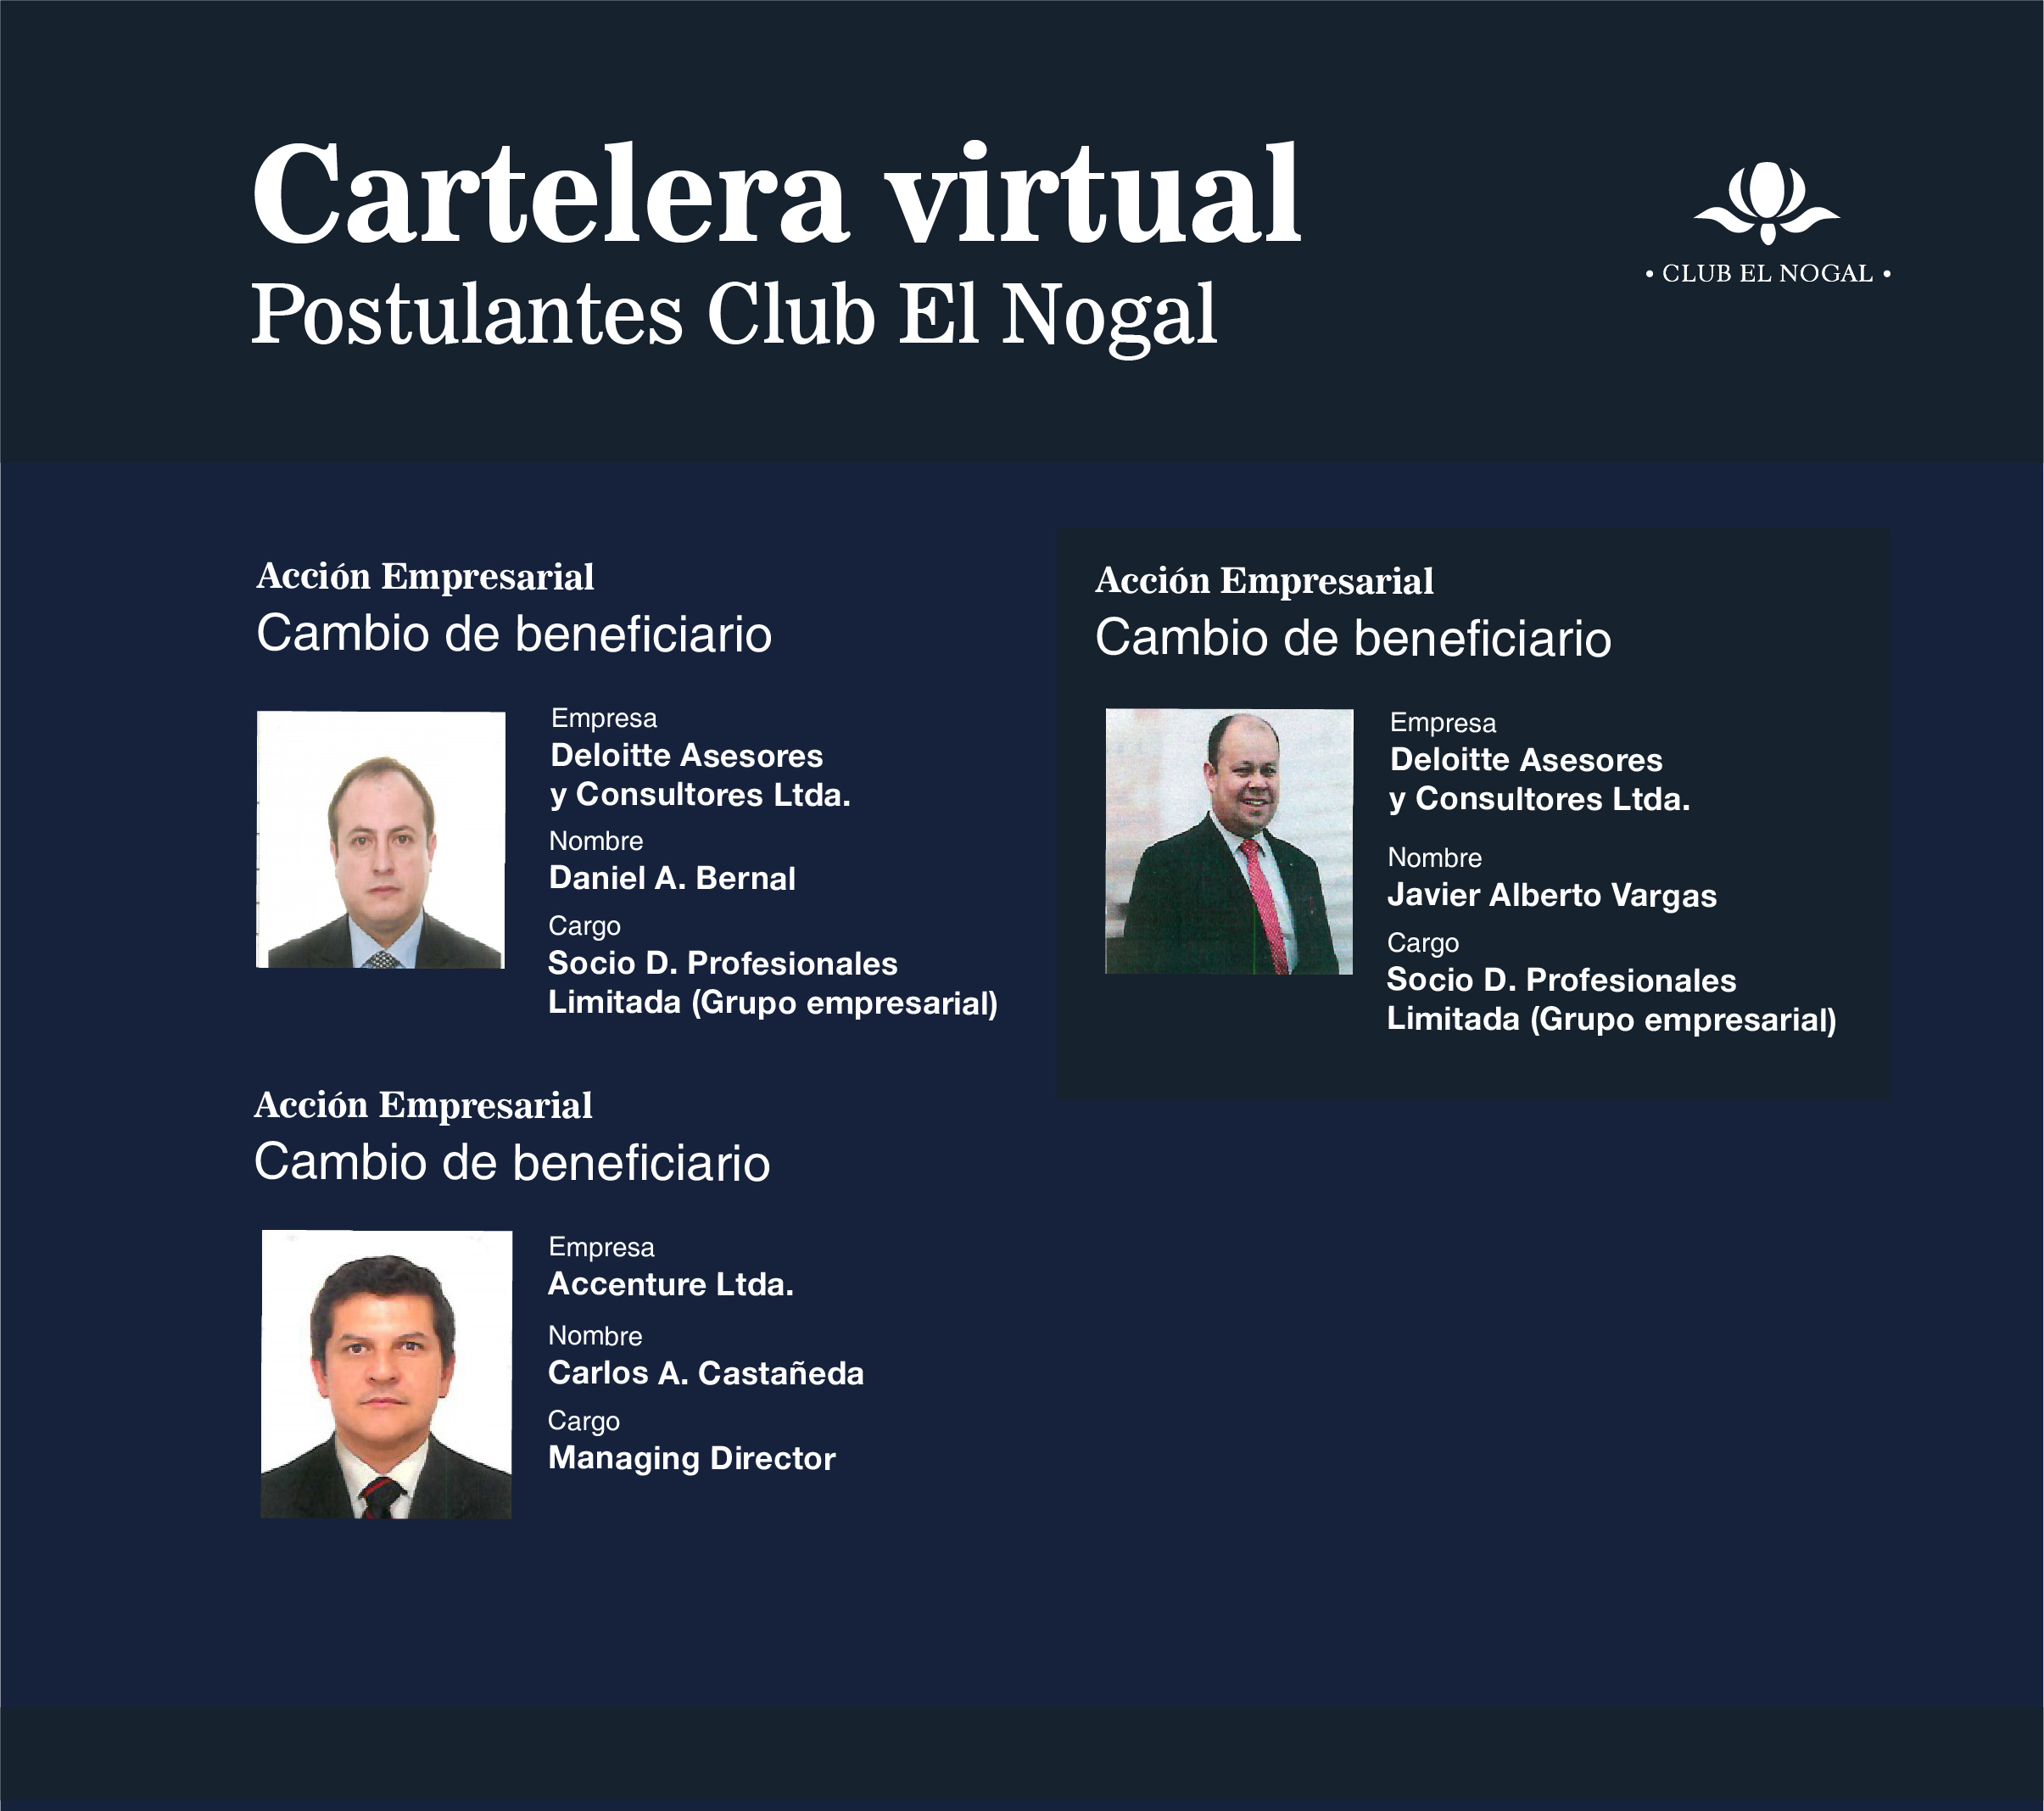 Cartelera virtual
Postulantes Club El Nogal
• CLUB EL NOGAL •
Acción Empresarial
Cambio de beneficiario
Empresa
Deloitte Asesores
y Consultores Ltda.
Nombre
Daniel A. Bernal
Cargo
Socio D. Profesionales
Limitada (Grupo empresarial)
Acción Empresarial
Cambio de beneficiario
Empresa
Deloitte Asesores
y Consultores Ltda.
Nombre
Javier Alberto Vargas
Cargo
Socio D. Profesionales
Limitada (Grupo empresarial)
Acción Empresarial
Cambio de beneficiario
Empresa
Accenture Ltda.
Nombre
Carlos A. Castañeda
Cargo
Managing Director